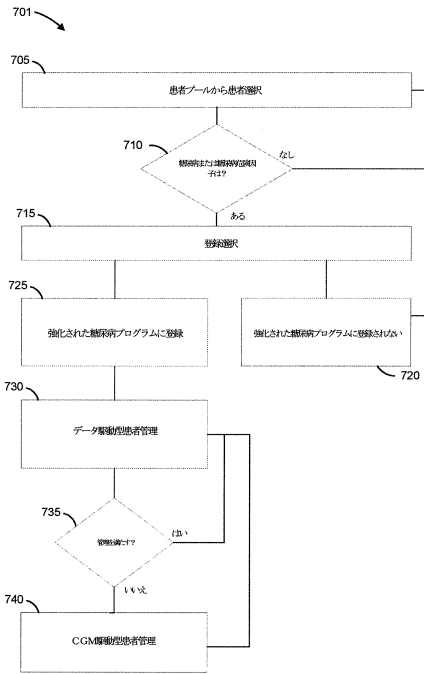 701
705
患者プールから患者選択
710
糖尿病または糖尿病危険因
子は?
なし
ある
715
登録選択
725
強化された糖尿病プログラムに登録
強化された糖尿病プログラムに登録されない
720
730
データ駆動型患者管理
735
管理を満たす?
はい
いいえ
740
CGM駆動型患者管理